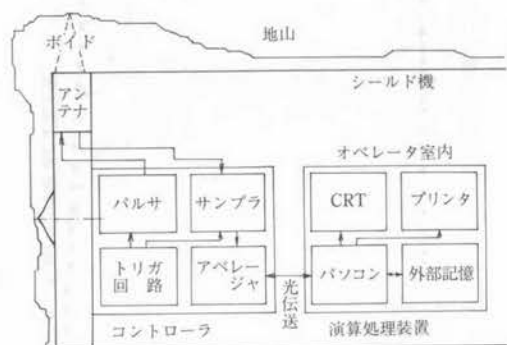 ボイド
地山
シールド機
アン
テナ
オペレータ室内
パルサ
サンプラ
CRT
プリンタ
トリガ
回路
アベレー
ジャ
パソコン
外部記憶
光伝送
コントローラ
演算処理装置